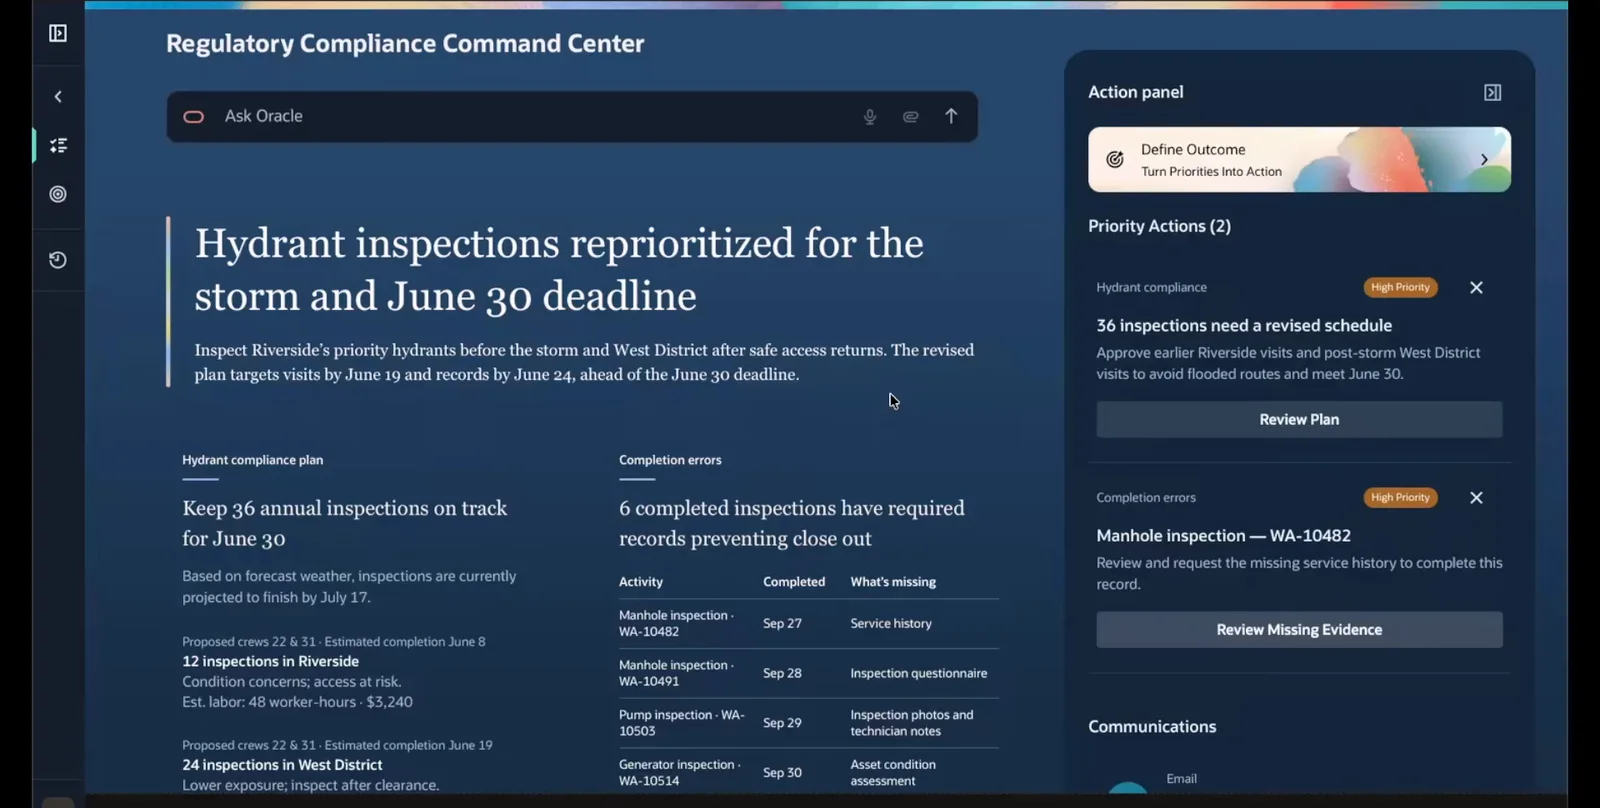 Regulatory Compliance Command Center
Ask Oracle
Hydrant inspections reprioritized for the
storm and June 30 deadline
Inspect Riverside’s priority hydrants before the storm and West District after safe access returns. The revised
plan targets visits by June 19 and records by June 24, ahead of the June 30 deadline.
Hydrant compliance plan
Keep 36 annual inspections on track
for June 30
Based on forecast weather, inspections are currently
projected to finish by July 17.
Proposed crews 22 & 31 · Estimated completion June 8
12 inspections in Riverside
Condition concerns; access at risk.
Est. labor: 48 worker-hours · $3,240
Proposed crews 22 & 31 · Estimated completion June 19
24 inspections in West District
Lower exposure; inspect after clearance.
Completion errors
6 completed inspections have required
records preventing close out
Activity Completed What's missing
Manhole inspection ·
WA-10482
Sep 27
Service history
Manhole inspection ·
WA-10491
Sep 28
Inspection questionnaire
Pump inspection · WA-
10503
Sep 29
Inspection photos and
technician notes
Generator inspection ·
WA-10514
Sep 30
Asset condition
assessment
Action panel
Define Outcome
Turn Priorities Into Action
Priority Actions (2)
Hydrant compliance
High Priority
36 inspections need a revised schedule
Approve earlier Riverside visits and post-storm West District
visits to avoid flooded routes and meet June 30.
Review Plan
Completion errors
High Priority
Manhole inspection — WA-10482
Review and request the missing service history to complete this
record.
Review Missing Evidence
Communications
Email